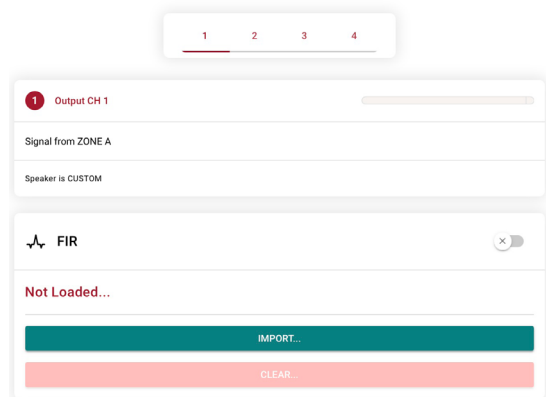 1 2 3 4
1 Output CH 1
Signal from ZONE A
Speaker is CUSTOM
FIR
Not Loaded...
IMPORT...
CLEAR...